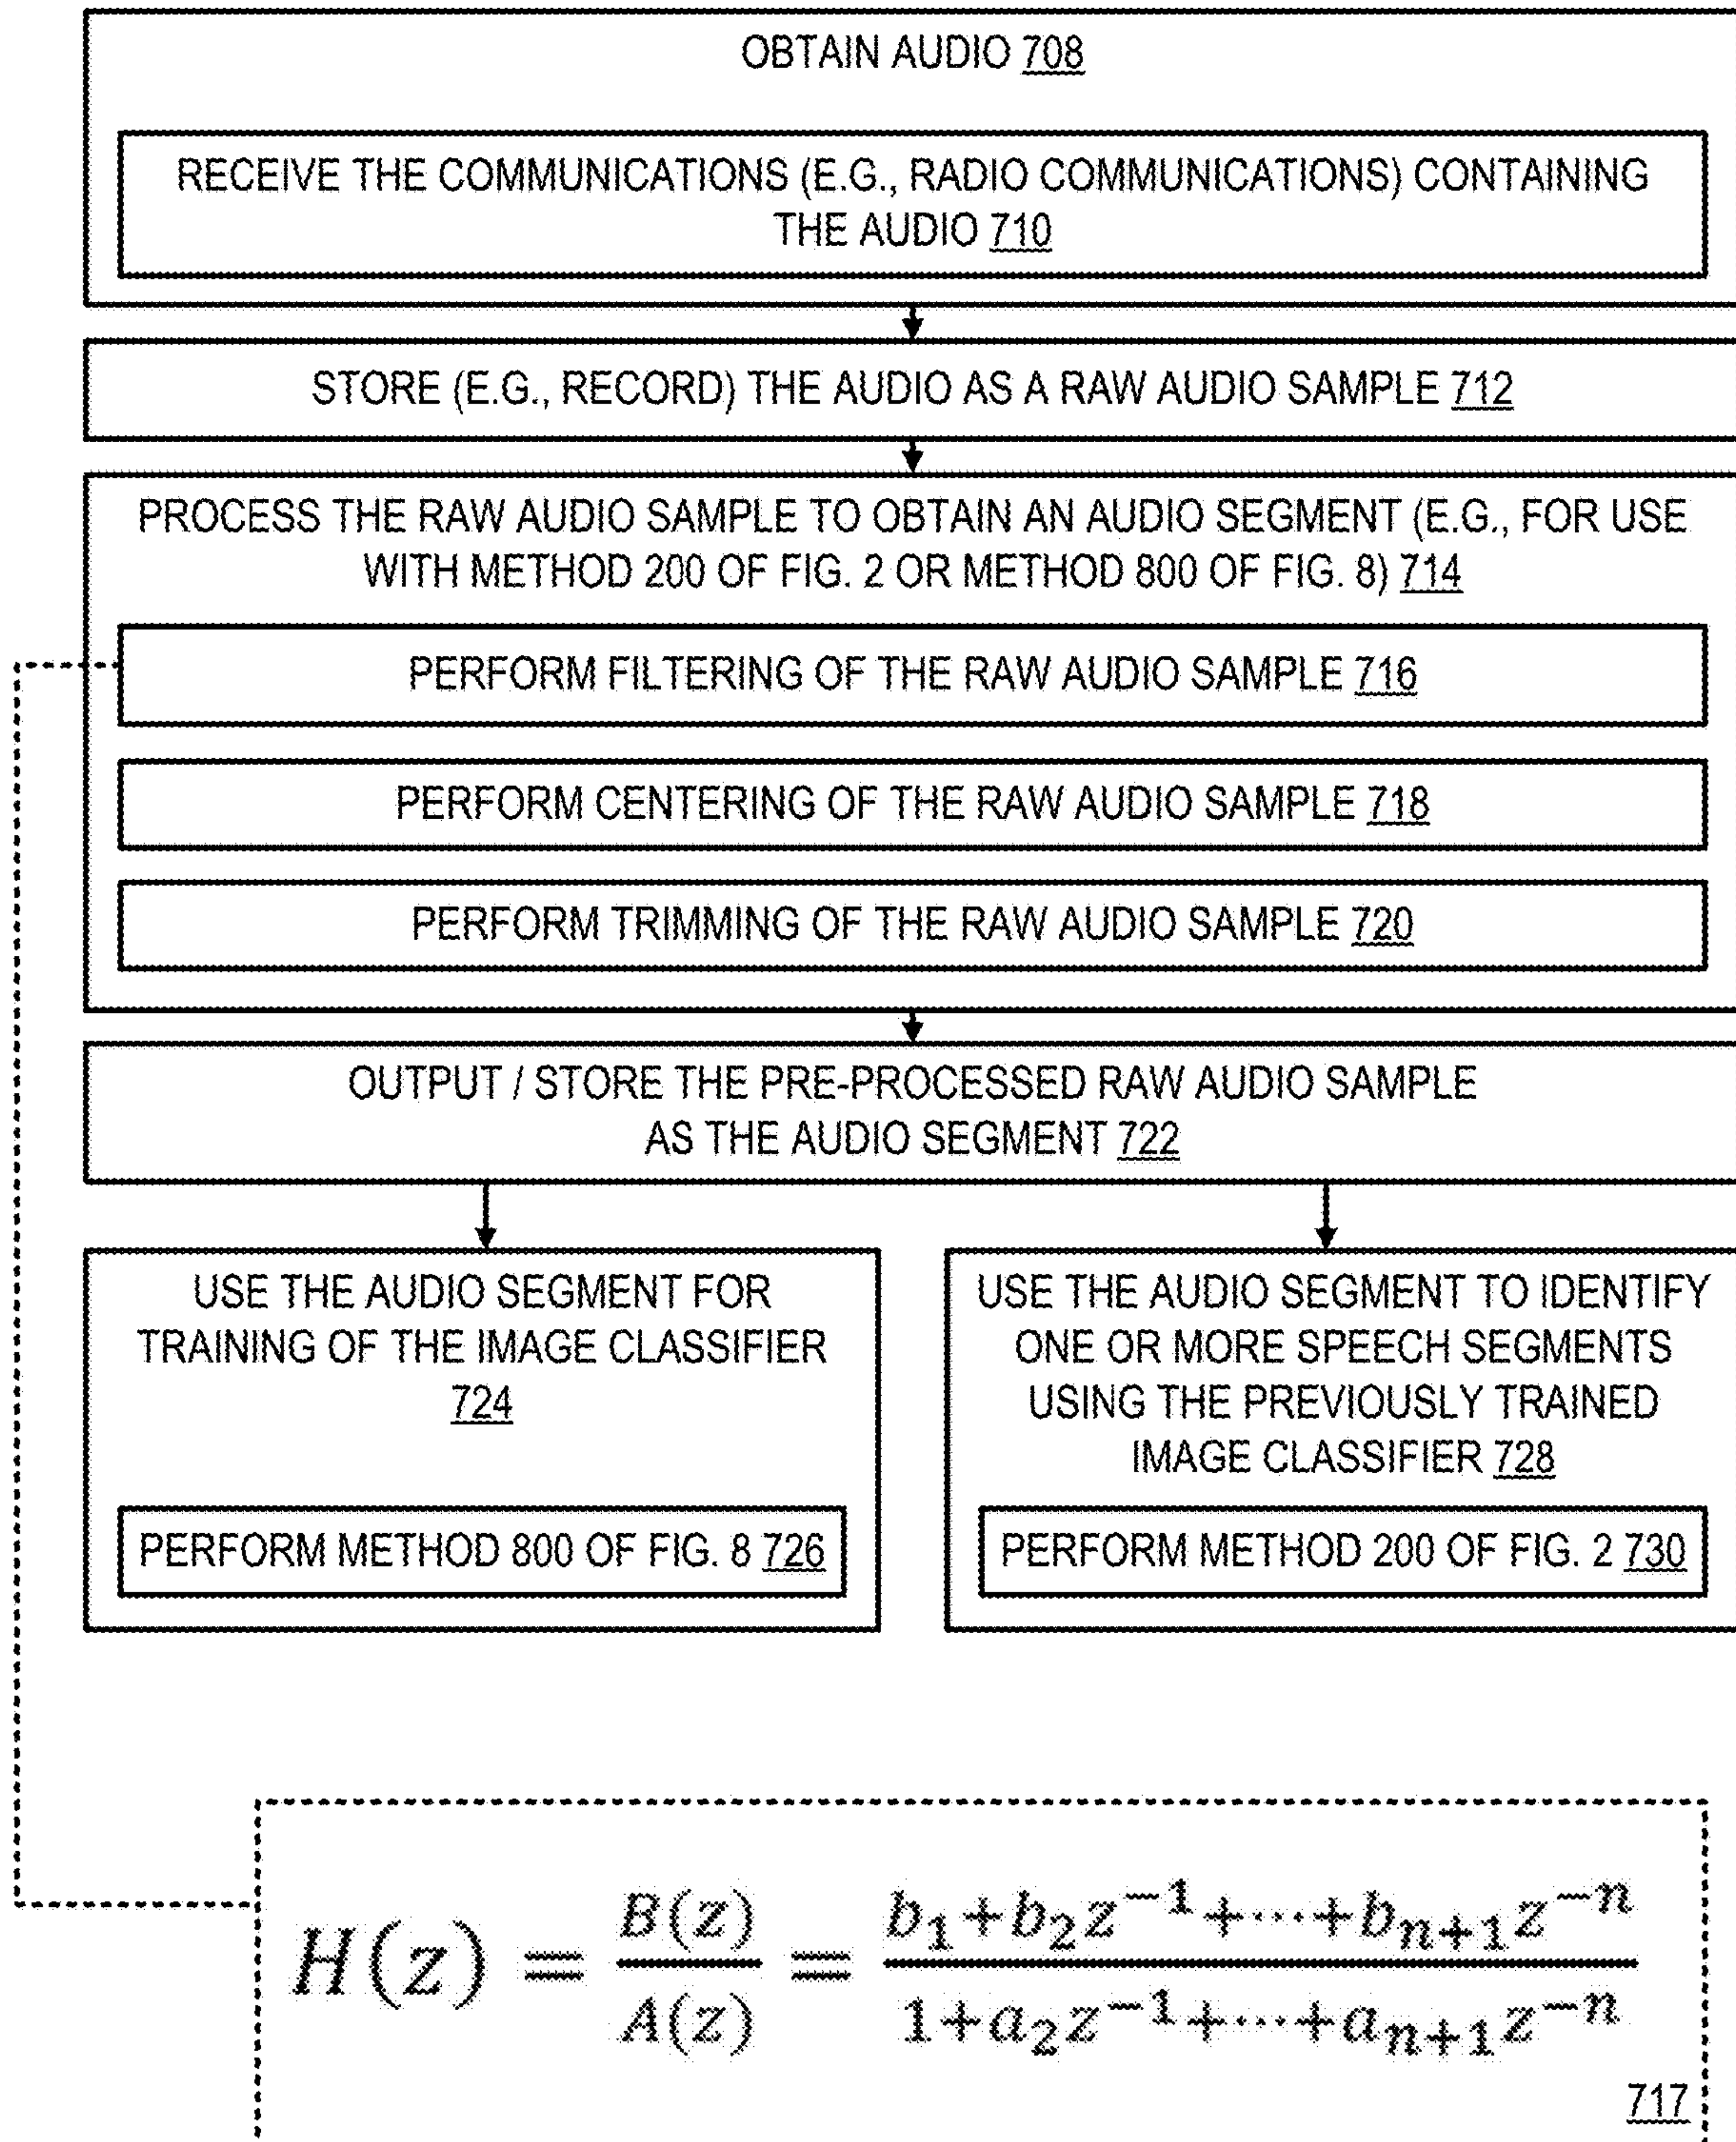 OBTAIN AUDIO 708
RECEIVE THE COMMUNICATIONS (E.G., RADIO COMMUNICATIONS) CONTAINING
THE AUDIO 710
STORE (E.G., RECORD) THE AUDIO AS A RAW AUDIO SAMPLE 712
PROCESS THE RAW AUDIO SAMPLE TO OBTAIN AN AUDIO SEGMENT (E.G., FOR USE
WITH METHOD 200 OF FIG. 2 OR METHOD 800 OF FIG. 8) 714
PERFORM FILTERING OF THE RAW AUDIO SAMPLE 716
PERFORM CENTERING OF THE RAW AUDIO SAMPLE 718
PERFORM TRIMMING OF THE RAW AUDIO SAMPLE 720
OUTPUT / STORE THE PRE-PROCESSED RAW AUDIO SAMPLE
AS THE AUDIO SEGMENT 722
USE THE AUDIO SEGMENT FOR
TRAINING OF THE IMAGE CLASSIFIER
724
PERFORM METHOD 800 OF FIG. 8 726
USE THE AUDIO SEGMENT TO IDENTIFY
ONE OR MORE SPEECH SEGMENTS
USING THE PREVIOUSLY TRAINED
IMAGE CLASSIFIER 728
PERFORM METHOD 200 OF FIG. 2 730
H(z) = B(z)/A(z) = (b₁+b₂z⁻¹+⋯+bₙ₊₁z⁻ⁿ)/(1+a₂z⁻¹+⋯+aₙ₊₁z⁻ⁿ)
717